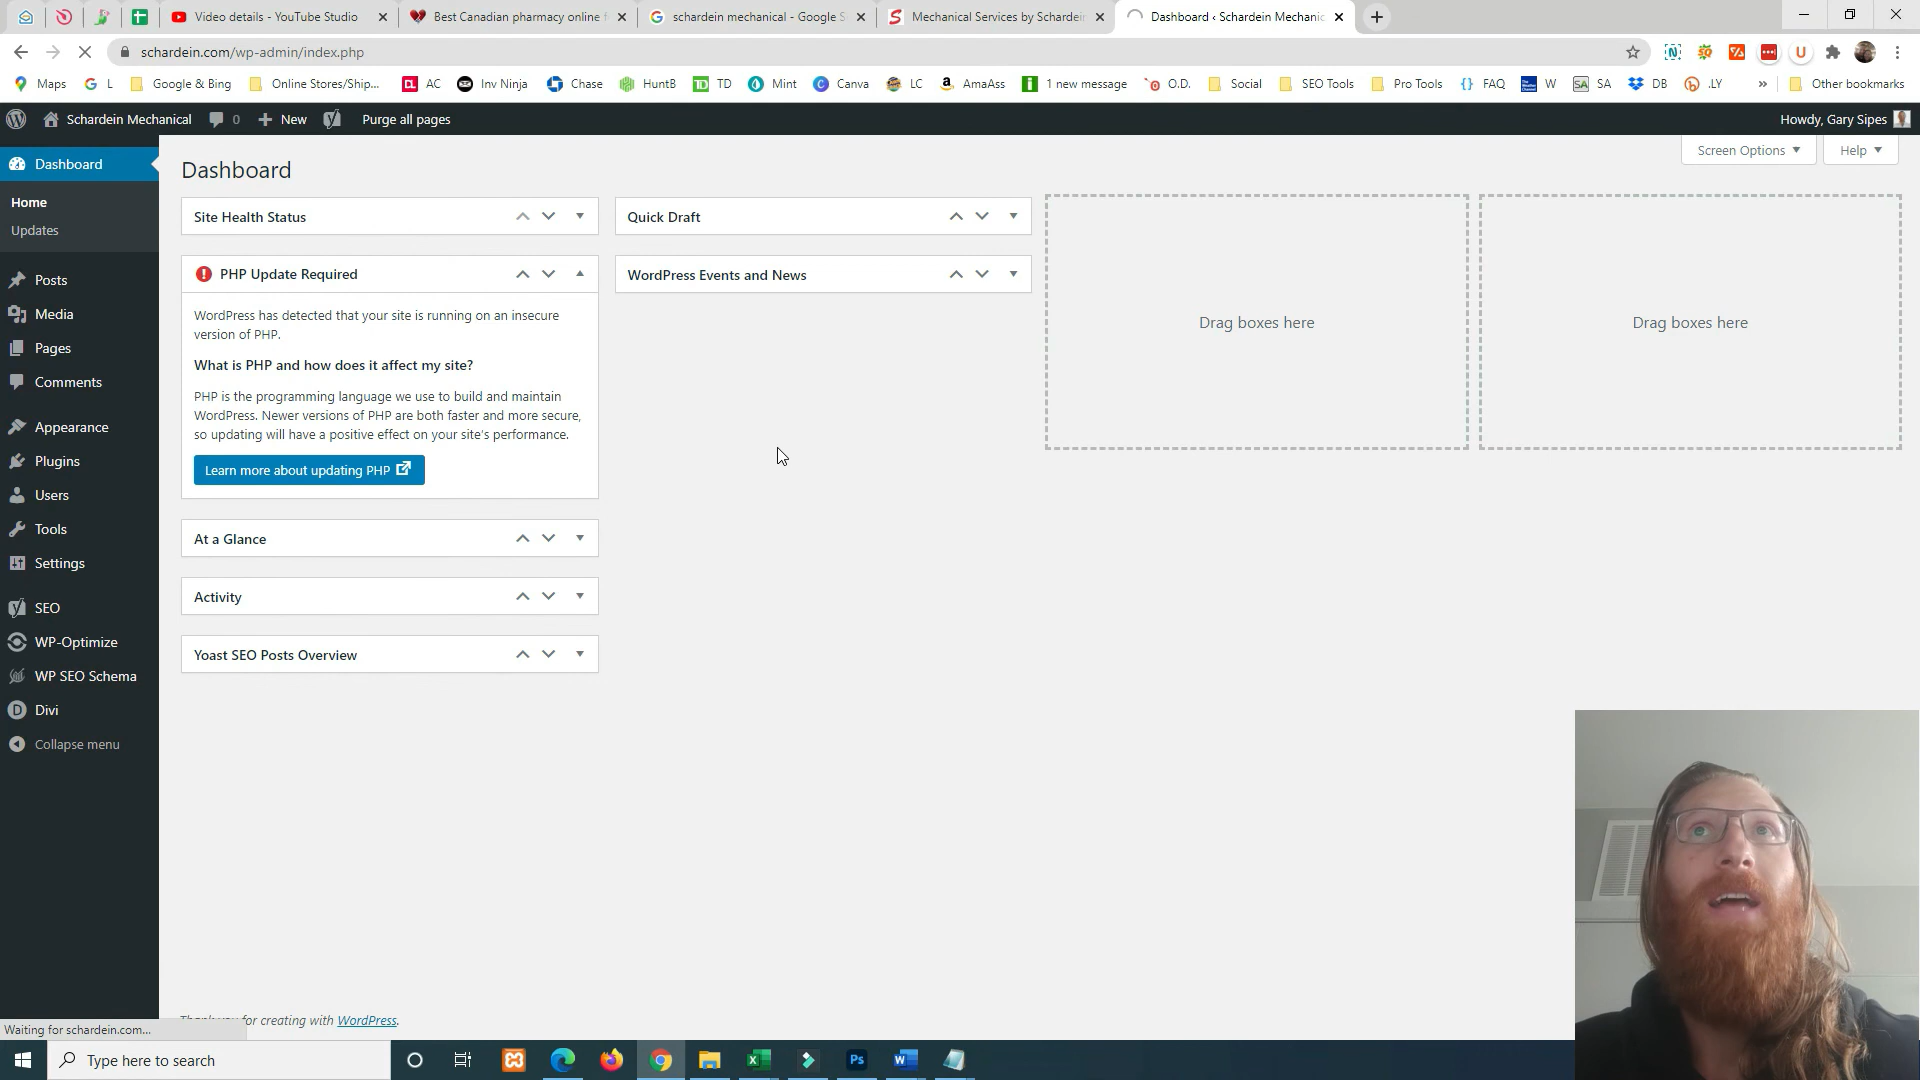 Video details - YouTube Studio
Best Canadian pharmacy online f
schardein mechanical - Google S
Mechanical Services by Schardein
Dashboard ‹ Schardein Mechanic
schardein.com/wp-admin/index.php
Maps
L
Google & Bing
Online Stores/Ship...
AC
Inv Ninja
Chase
HuntB
TD
Mint
Canva
LC
AmaAss
1 new message
O.D.
Social
SEO Tools
Pro Tools
FAQ
W
SA
DB
.LY
»
Other bookmarks
Schardein Mechanical
0
New
Purge all pages
Howdy, Gary Sipes
Dashboard
Home
Updates
Posts
Media
Pages
Comments
Appearance
Plugins
Users
Tools
Settings
SEO
WP-Optimize
WP SEO Schema
Divi
Collapse menu
Dashboard
Screen Options
Help
Site Health Status
PHP Update Required
WordPress has detected that your site is running on an insecure
version of PHP.
What is PHP and how does it affect my site?
PHP is the programming language we use to build and maintain
WordPress. Newer versions of PHP are both faster and more secure,
so updating will have a positive effect on your site's performance.
Learn more about updating PHP
At a Glance
Activity
Yoast SEO Posts Overview
Quick Draft
WordPress Events and News
Drag boxes here
Drag boxes here
Thank you for creating with WordPress.
Waiting for schardein.com...
Type here to search